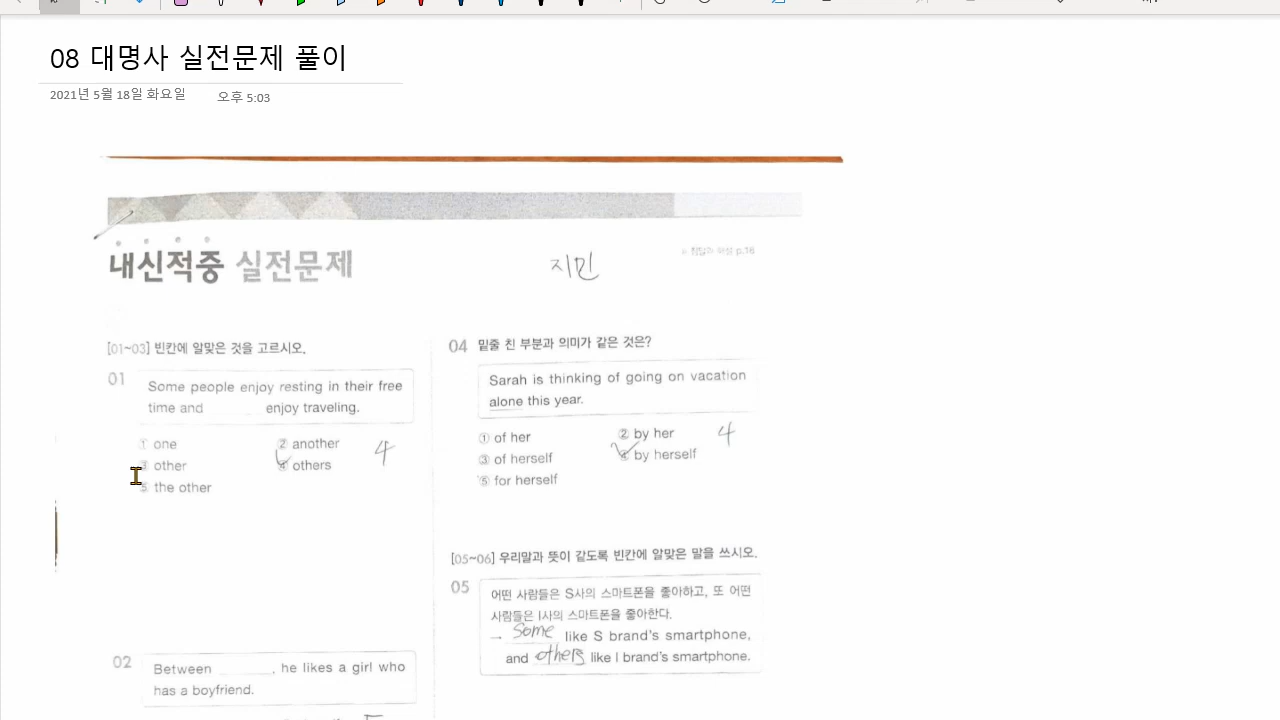 08 대명사 실전문제 풀이
2021년 5월 18일 화요일 오후 5:03
내신적중 실전문제
지민
정답과 해설 p.16
[01~03] 빈칸에 알맞은 것을 고르시오.
01
Some people enjoy resting in their free
time and ______ enjoy traveling.
① one ② another
③ other ④ others
⑤ the other
4
02
Between ______, he likes a girl who
has a boyfriend.
04 밑줄 친 부분과 의미가 같은 것은?
Sarah is thinking of going on vacation
alone this year.
① of her ② by her
③ of herself ④ by herself
⑤ for herself
4
[05~06] 우리말과 뜻이 같도록 빈칸에 알맞은 말을 쓰시오.
05
어떤 사람들은 S사의 스마트폰을 좋아하고, 또 어떤
사람들은 I사의 스마트폰을 좋아한다.
→ Some like S brand's smartphone,
and others like I brand's smartphone.